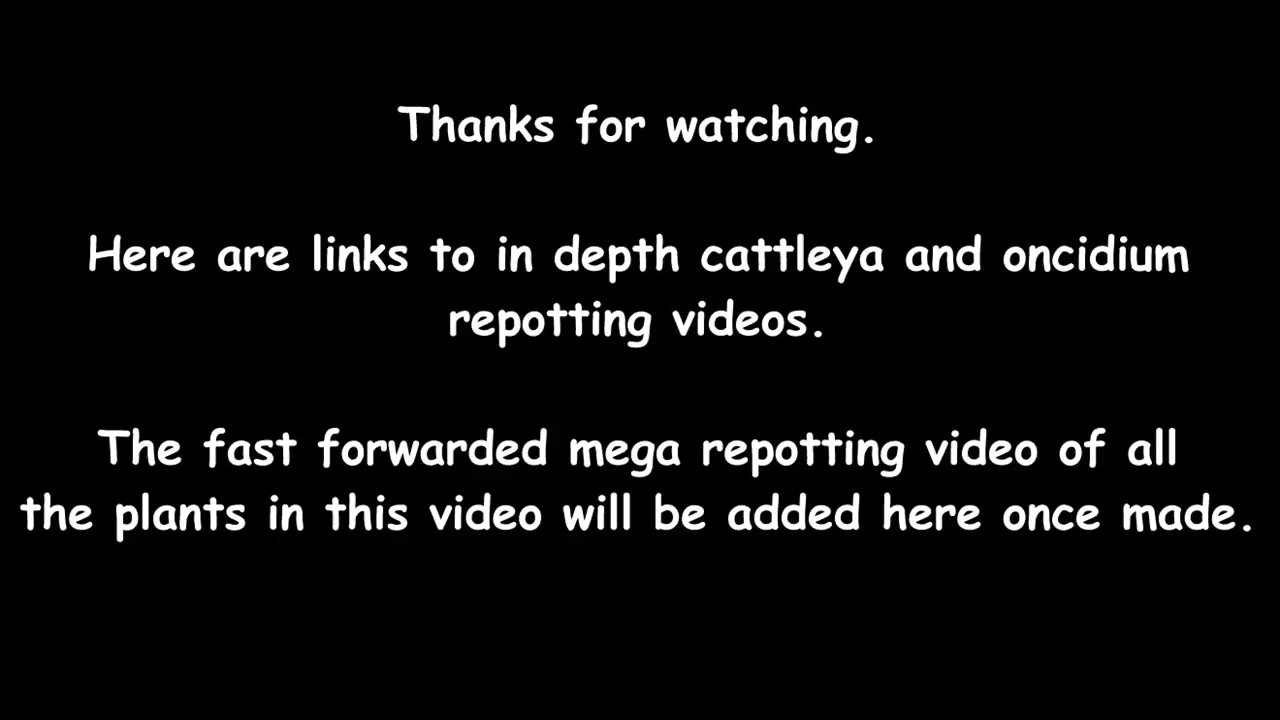 Thanks for watching.
Here are links to in depth cattleya and oncidium
repotting videos.
The fast forwarded mega repotting video of all
the plants in this video will be added here once made.